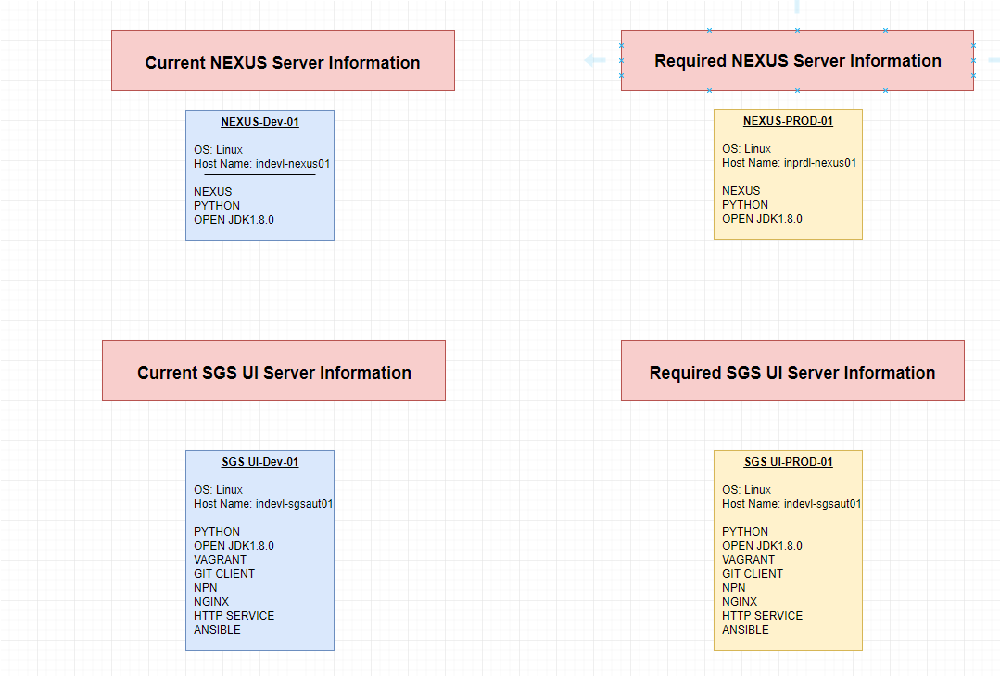 Current NEXUS Server Information
Required NEXUS Server Information
NEXUS-Dev-01
OS: Linux
Host Name: indevl-nexus01
NEXUS
PYTHON
OPEN JDK1.8.0
NEXUS-PROD-01
OS: Linux
Host Name: inprdl-nexus01
NEXUS
PYTHON
OPEN JDK1.8.0
Current SGS UI Server Information
Required SGS UI Server Information
SGS UI-Dev-01
OS: Linux
Host Name: indevl-sgsaut01
PYTHON
OPEN JDK1.8.0
VAGRANT
GIT CLIENT
NPN
NGINX
HTTP SERVICE
ANSIBLE
SGS UI-PROD-01
OS: Linux
Host Name: indevl-sgsaut01
PYTHON
OPEN JDK1.8.0
VAGRANT
GIT CLIENT
NPN
NGINX
HTTP SERVICE
ANSIBLE